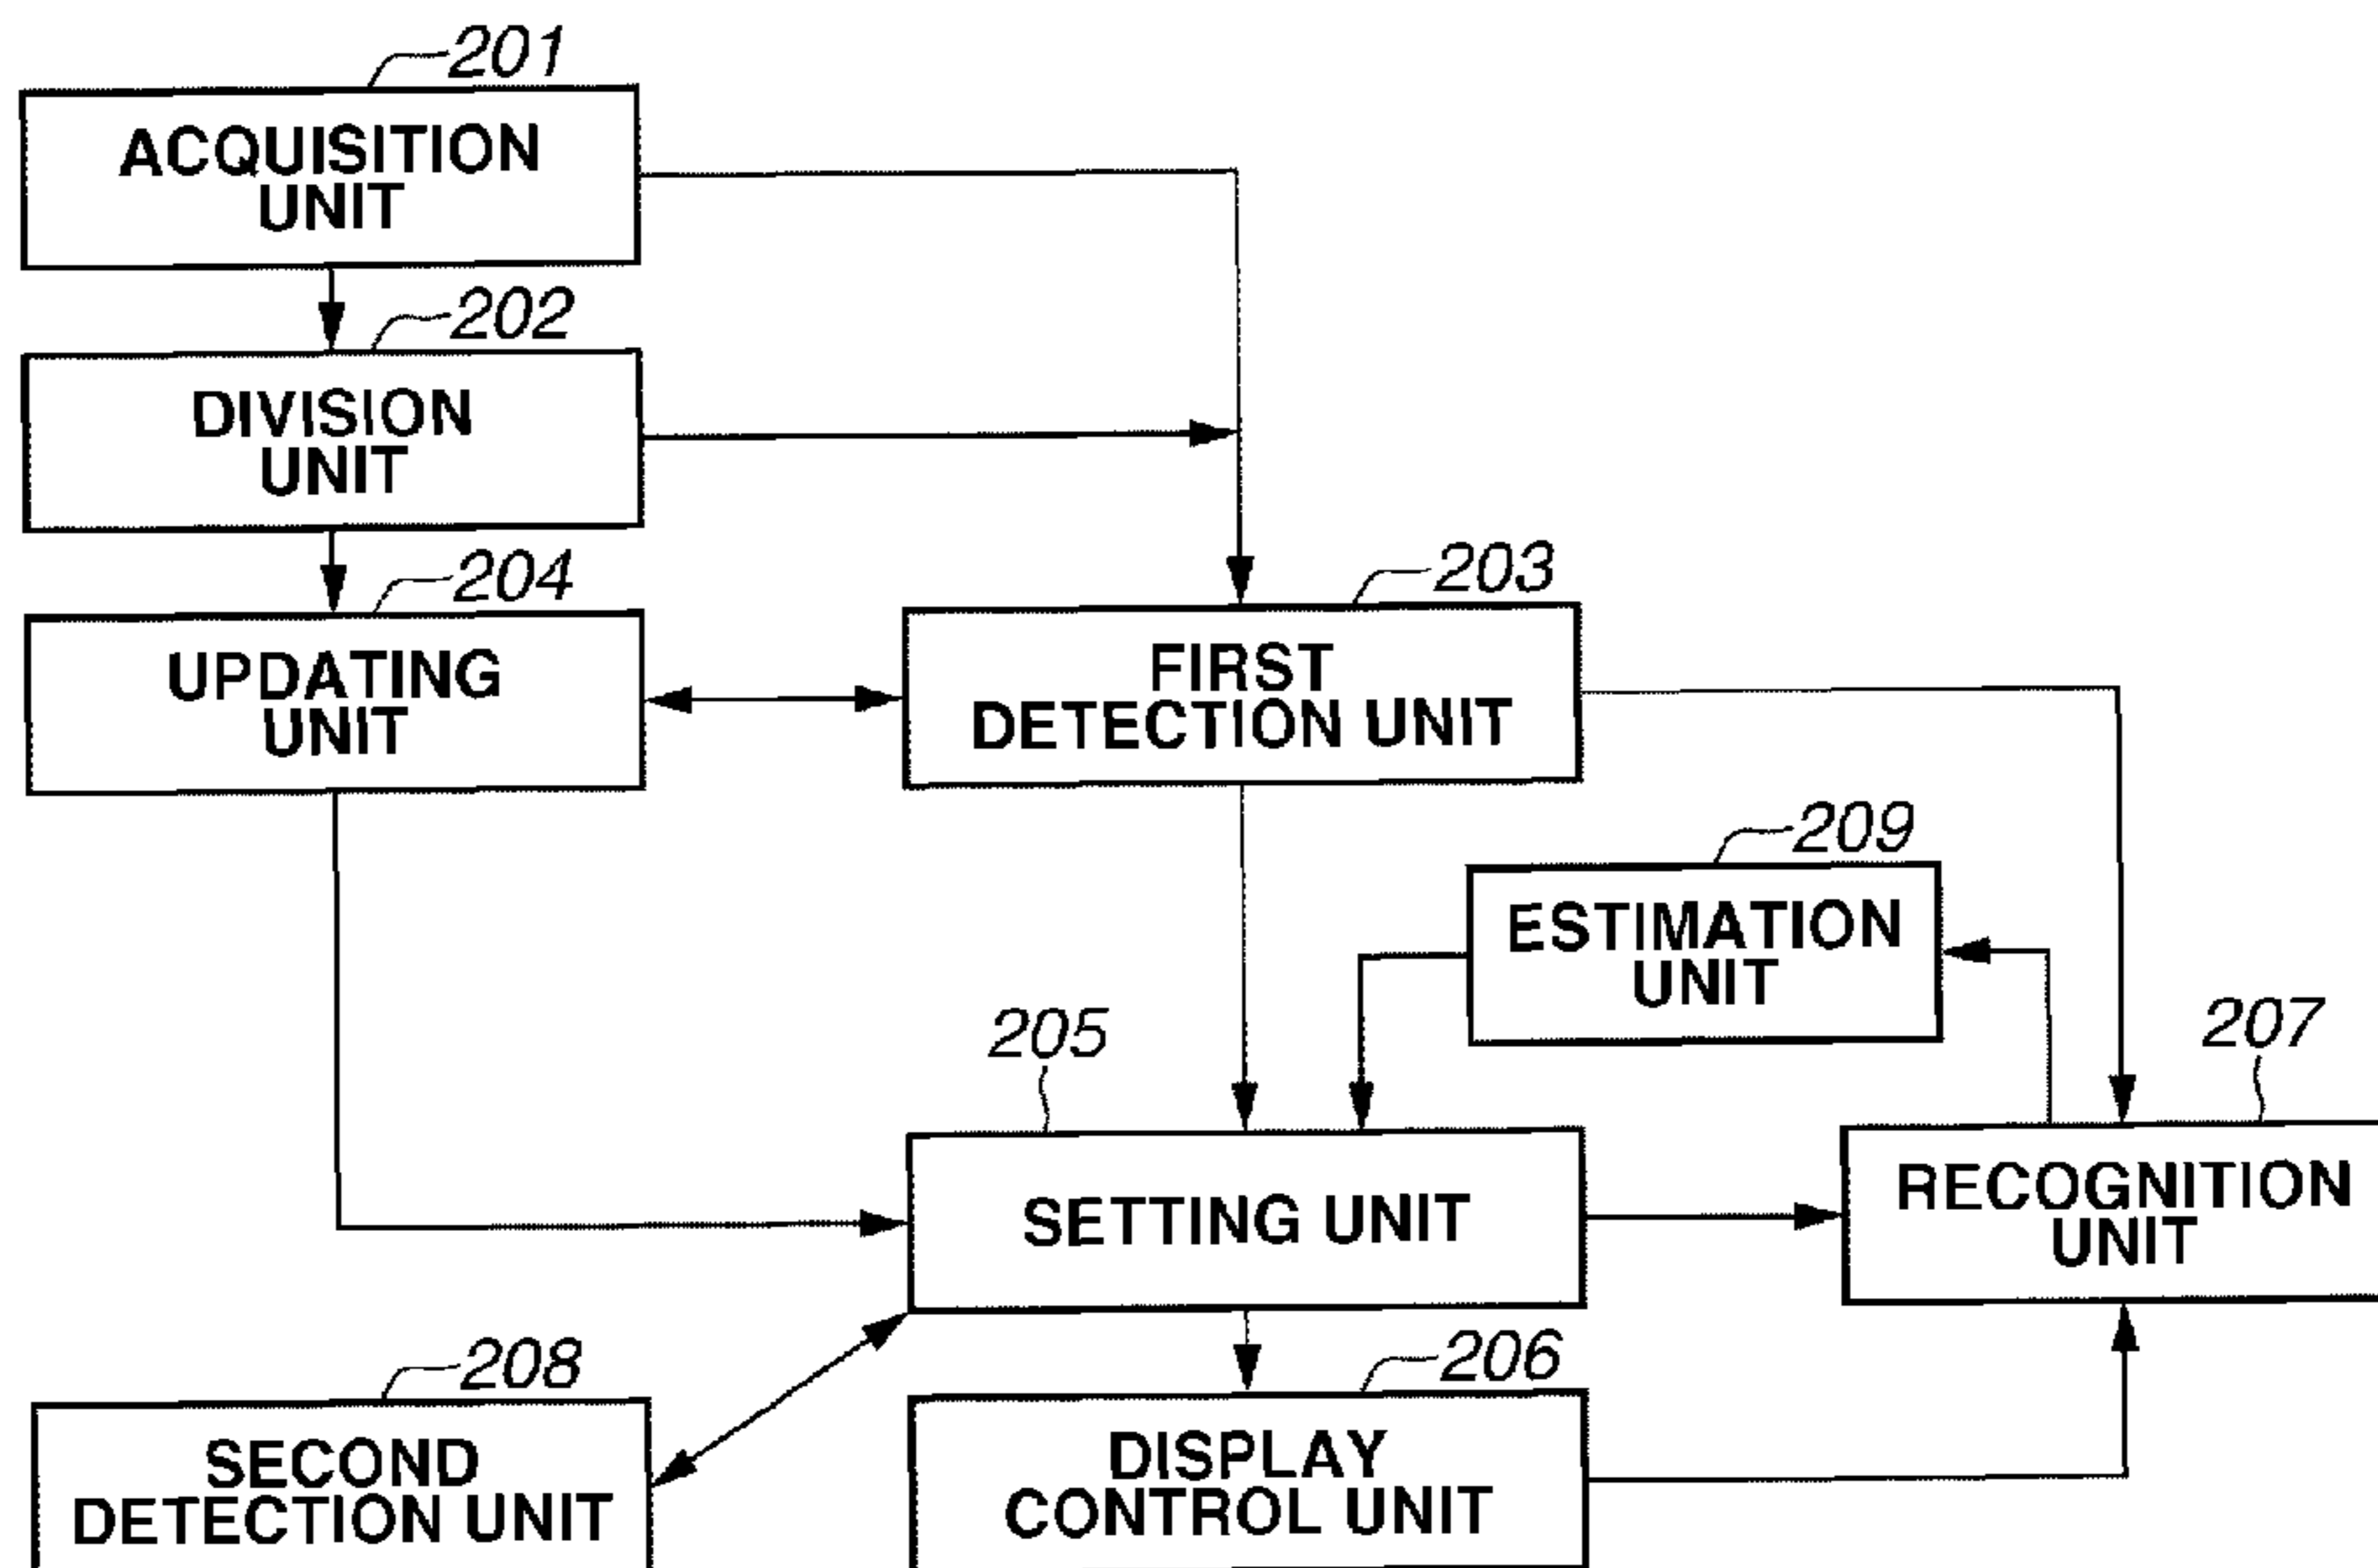 201
ACQUISITION
UNIT
202
DIVISION
UNIT
204
UPDATING
UNIT
203
FIRST
DETECTION UNIT
209
ESTIMATION
UNIT
205
SETTING UNIT
207
RECOGNITION
UNIT
208
SECOND
DETECTION UNIT
206
DISPLAY
CONTROL UNIT